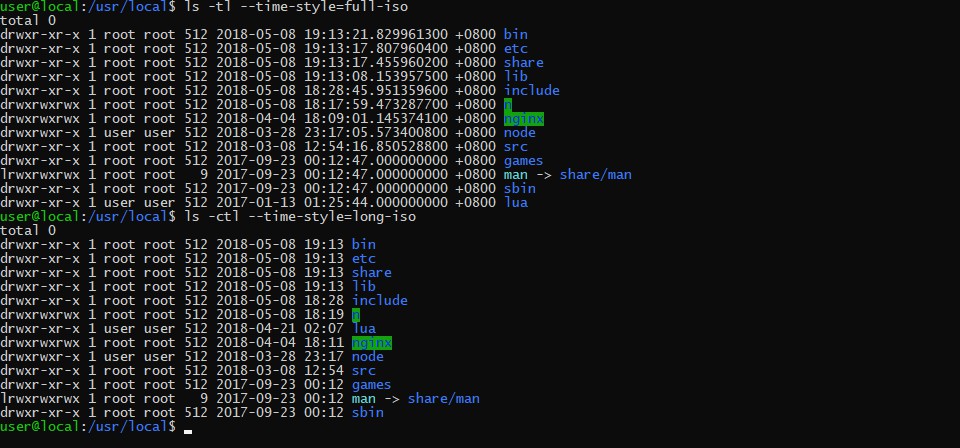 user@local:/usr/local$ ls -tl --time-style=full-iso
total 0
drwxr-xr-x 1 root root 512 2018-05-08 19:13:21.829961300 +0800 bin
drwxr-xr-x 1 root root 512 2018-05-08 19:13:17.807960400 +0800 etc
drwxr-xr-x 1 root root 512 2018-05-08 19:13:17.455960200 +0800 share
drwxr-xr-x 1 root root 512 2018-05-08 19:13:08.153957500 +0800 lib
drwxr-xr-x 1 root root 512 2018-05-08 18:28:45.951359600 +0800 include
drwxrwxrwx 1 root root 512 2018-05-08 18:17:59.473287700 +0800 n
drwxrwxrwx 1 root root 512 2018-04-04 18:09:01.145374100 +0800 nginx
drwxr-xr-x 1 user user 512 2018-03-28 23:17:05.573400800 +0800 node
drwxr-xr-x 1 root root 512 2018-03-08 12:54:16.850528800 +0800 src
drwxr-xr-x 1 root root 512 2017-09-23 00:12:47.000000000 +0800 games
lrwxrwxrwx 1 root root   9 2017-09-23 00:12:47.000000000 +0800 man -> share/man
drwxr-xr-x 1 root root 512 2017-09-23 00:12:47.000000000 +0800 sbin
drwxr-xr-x 1 user user 512 2017-01-13 01:25:44.000000000 +0800 lua
user@local:/usr/local$ ls -ctl --time-style=long-iso
total 0
drwxr-xr-x 1 root root 512 2018-05-08 19:13 bin
drwxr-xr-x 1 root root 512 2018-05-08 19:13 etc
drwxr-xr-x 1 root root 512 2018-05-08 19:13 share
drwxr-xr-x 1 root root 512 2018-05-08 19:13 lib
drwxr-xr-x 1 root root 512 2018-05-08 18:28 include
drwxrwxrwx 1 root root 512 2018-05-08 18:19 n
drwxr-xr-x 1 user user 512 2018-04-21 02:07 lua
drwxrwxrwx 1 root root 512 2018-04-04 18:11 nginx
drwxr-xr-x 1 user user 512 2018-03-28 23:17 node
drwxr-xr-x 1 root root 512 2018-03-08 12:54 src
drwxr-xr-x 1 root root 512 2017-09-23 00:12 games
lrwxrwxrwx 1 root root   9 2017-09-23 00:12 man -> share/man
drwxr-xr-x 1 root root 512 2017-09-23 00:12 sbin
user@local:/usr/local$